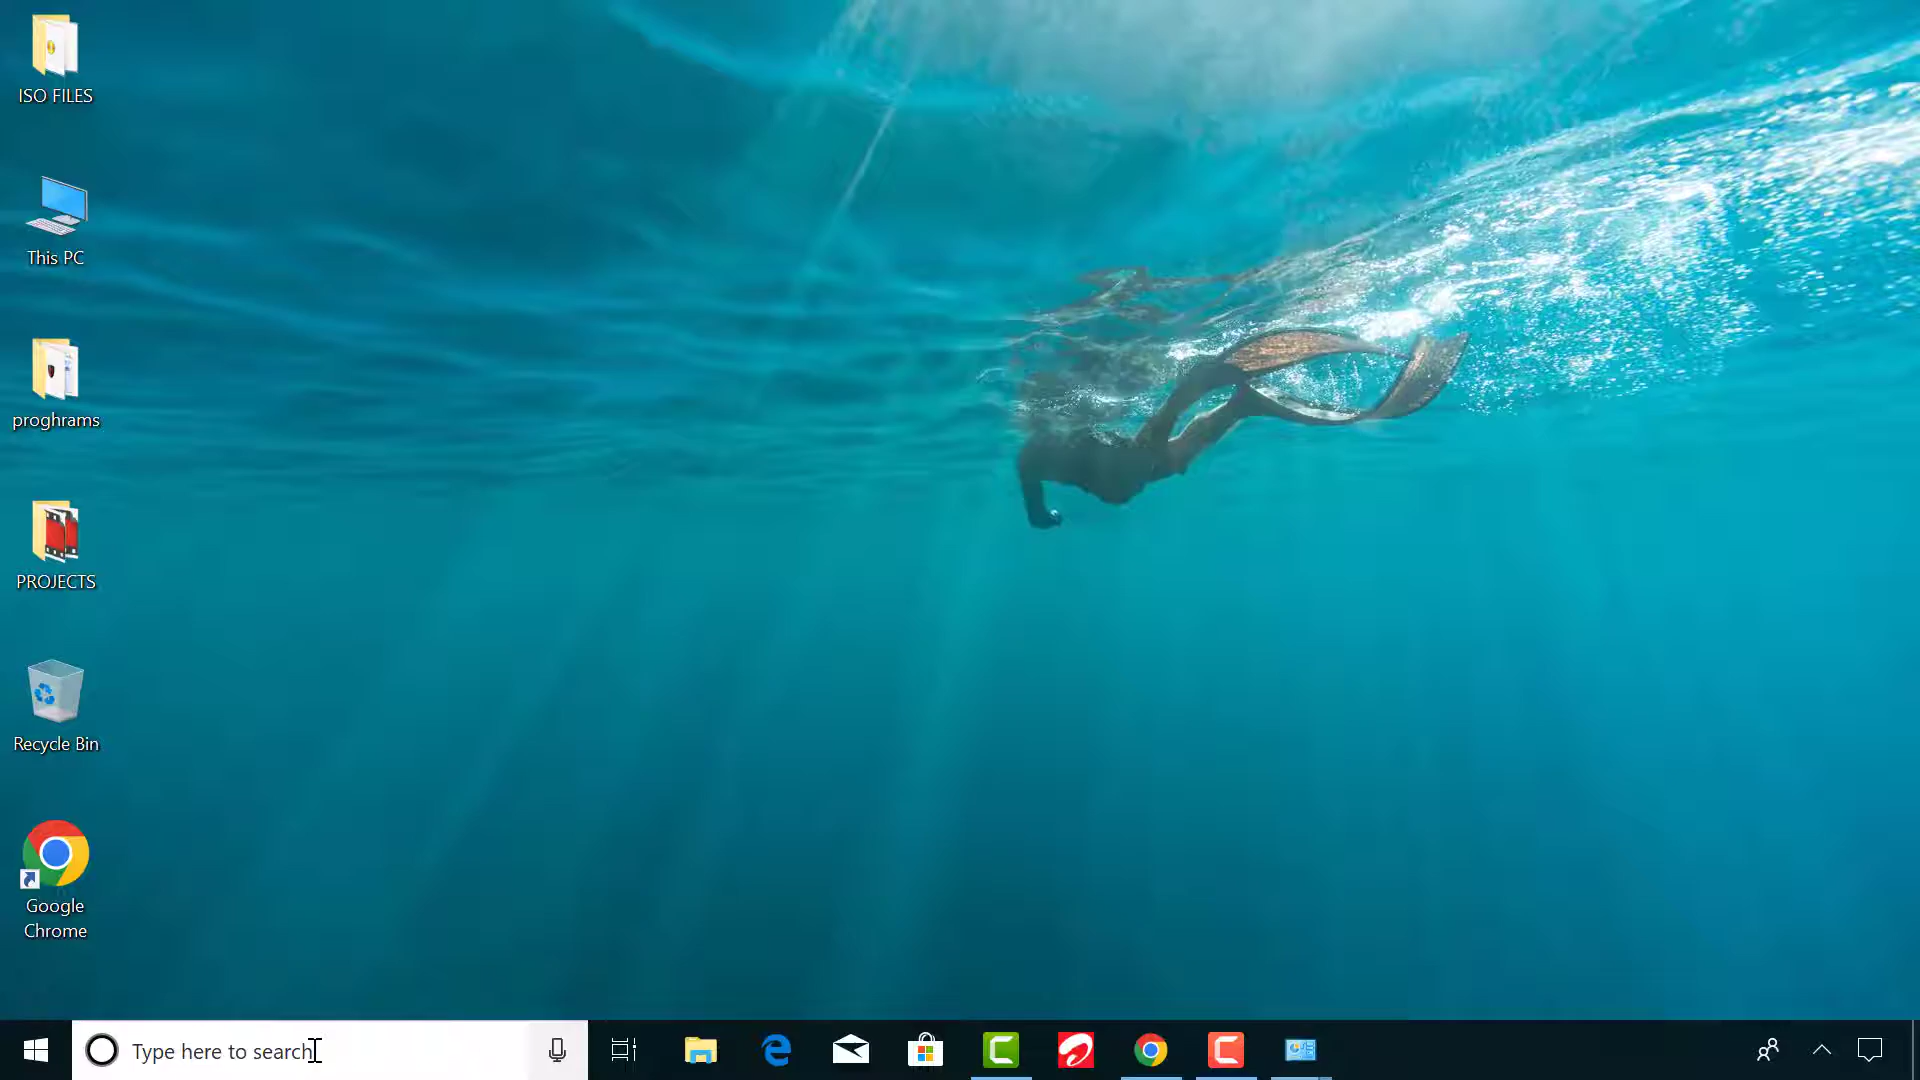 ISO FILES
This PC
proghrams
PROJECTS
Recycle Bin
Google
Chrome
Type here to search